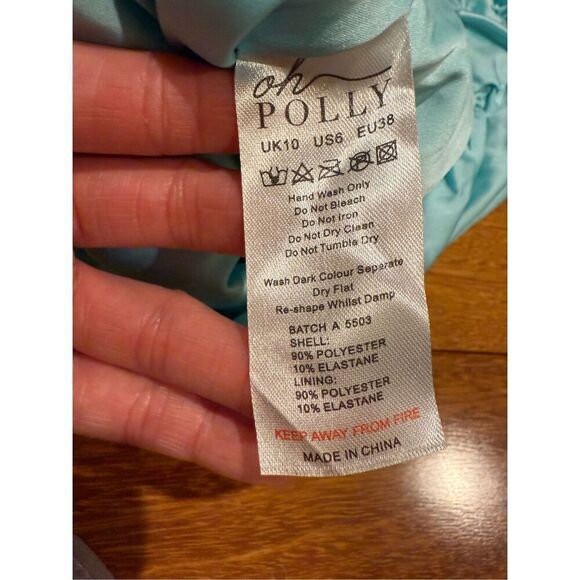 oh
POLLY
UK10 US6 EU38
Hand Wash Only
Do Not Bleach
Do Not Iron
Do Not Dry Clean
Do Not Tumble Dry
Wash Dark Colour Separate
Dry Flat
Re-shape Whilst Damp
BATCH A 5503
SHELL:
90% POLYESTER
10% ELASTANE
LINING:
90% POLYESTER
10% ELASTANE
KEEP AWAY FROM FIRE
MADE IN CHINA